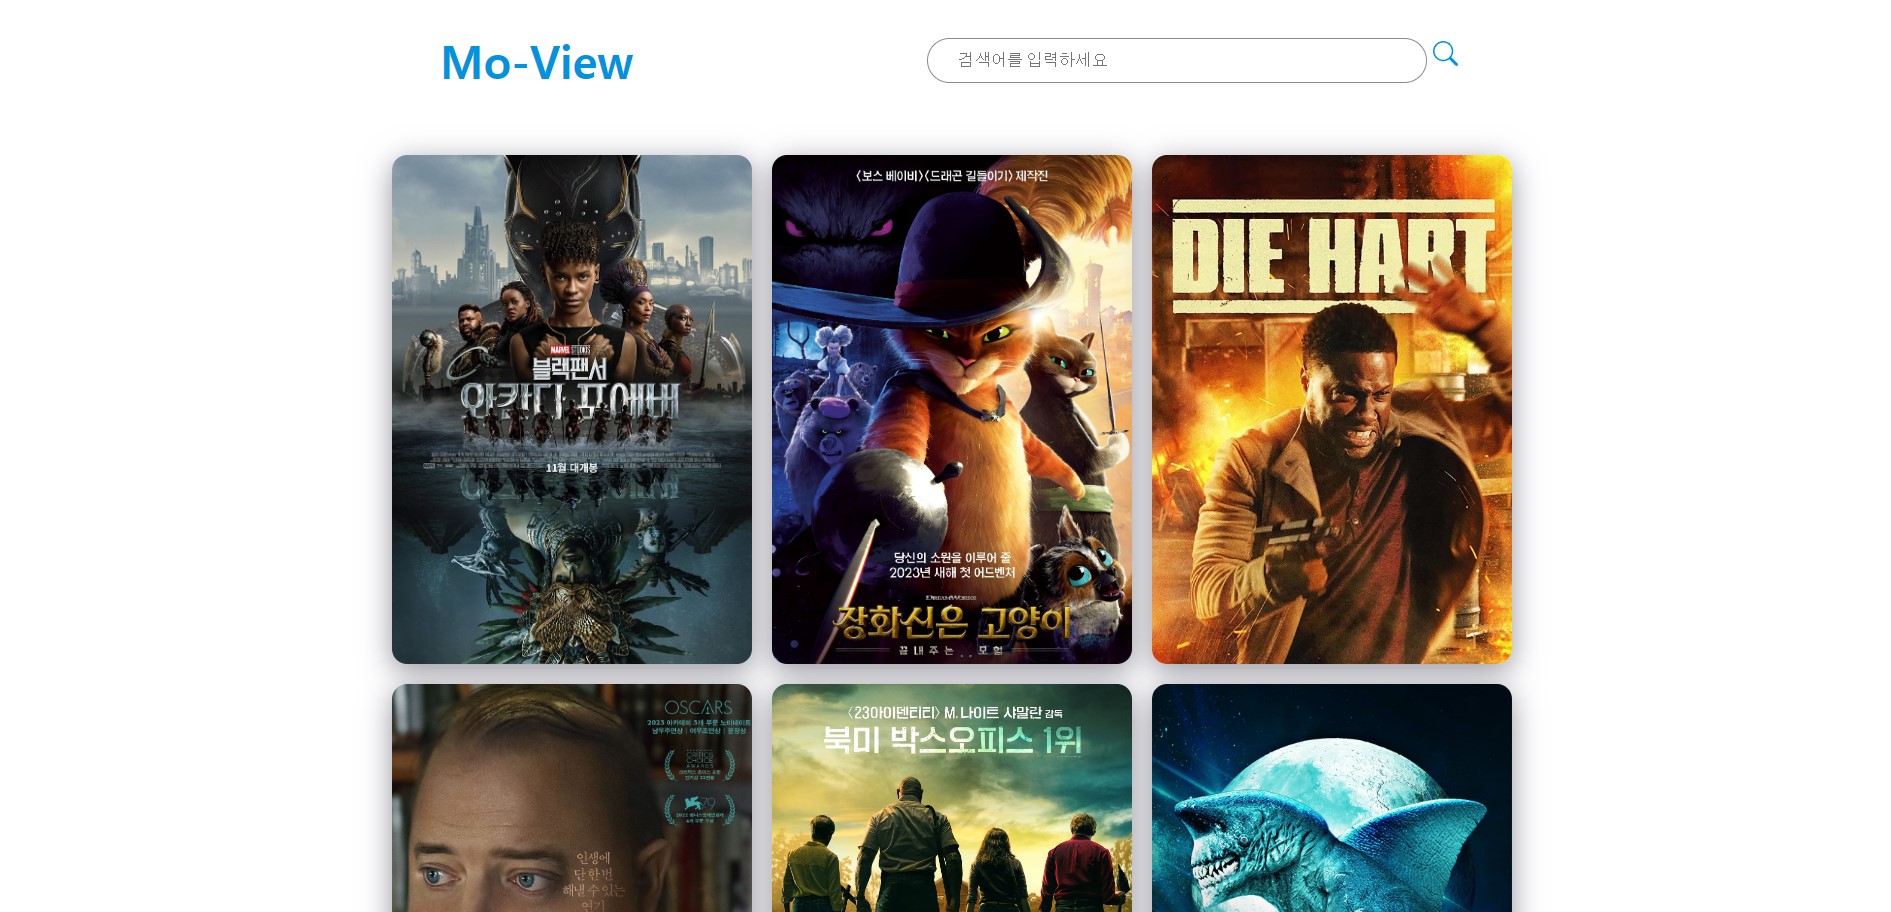 Mo-View
검색어를 입력하세요
MARVEL STUDIOS
블랙팬서
와칸다 포에버
11월 대개봉
<보스 베이비><드래곤 길들이기> 제작진
당신의 소원을 이루어 줄
2023년 새해 첫 어드벤처
DREAMWORKS
장화신은 고양이
끝내주는 모험
DIE HART
OSCARS
2023 아카데미 3개 부문 노미네이트
남우주연상 | 여우조연상 | 분장상
CRITICS
CHOICE
AWARDS
79
인생에
단 한 번
해낼 수 있는
연기
<23아이덴티티> M. 나이트 샤말란 감독
북미 박스오피스 1위